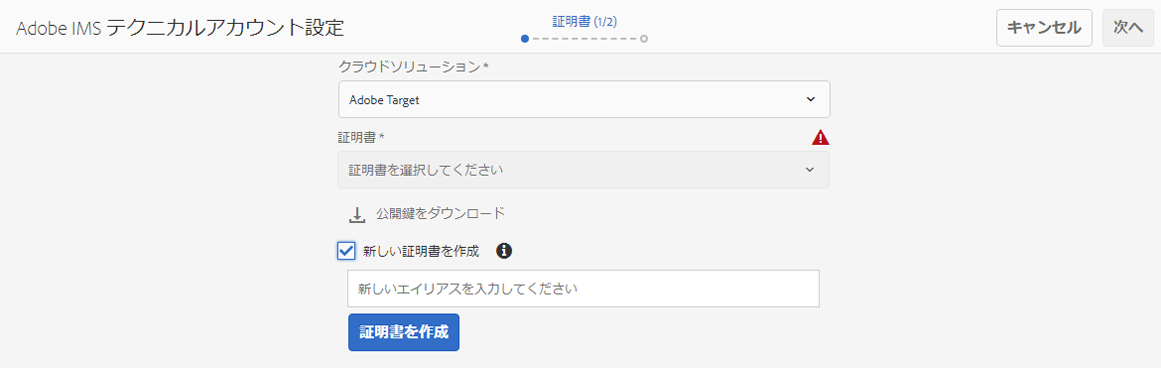 Adobe IMS テクニカルアカウント設定
証明書 (1/2)
キャンセル
次へ
クラウドソリューション *
Adobe Target
証明書 *
証明書を選択してください
公開鍵をダウンロード
新しい証明書を作成
新しいエイリアスを入力してください
証明書を作成